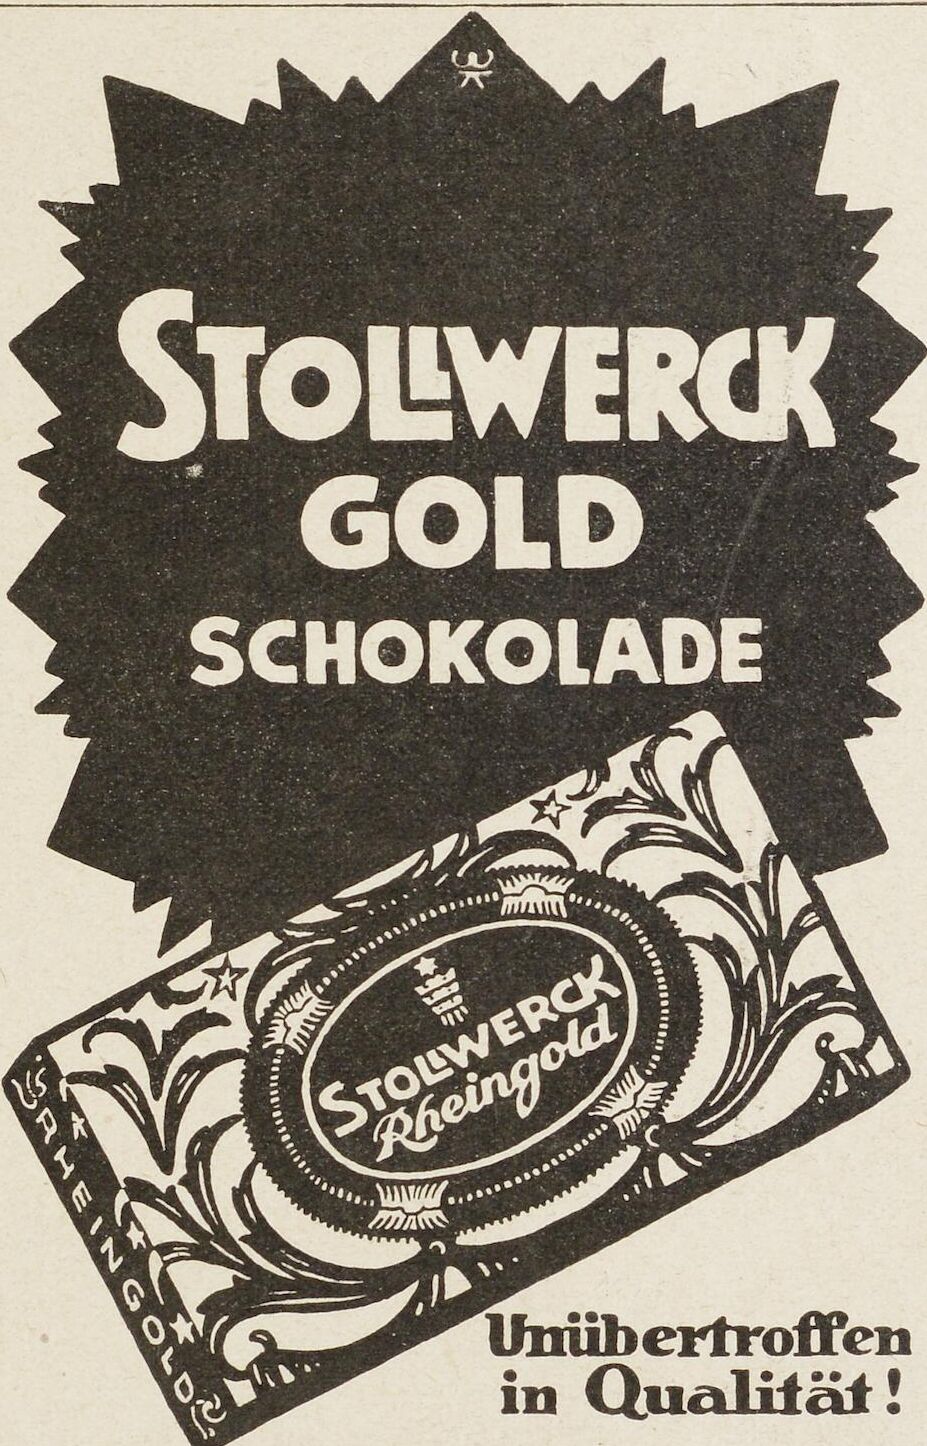 STOLLWERCK
GOLD
SCHOKOLADE
STOLLWERCK
Rheingold
RHEINGOLD
Unübertroffen
in Qualität!